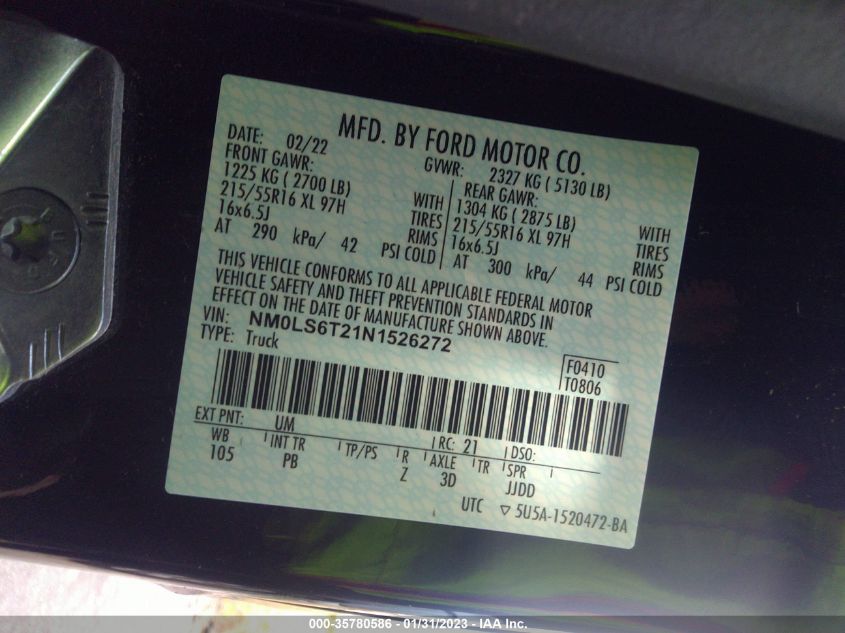 MFD. BY FORD MOTOR CO.
DATE: 02/22 GVWR: 2327 KG ( 5130 LB)
FRONT GAWR: REAR GAWR:
1225 KG ( 2700 LB) WITH 1304 KG ( 2875 LB) WITH
215/55R16 XL 97H TIRES 215/55R16 XL 97H TIRES
16x6.5J RIMS 16x6.5J RIMS
AT 290 kPa/ 42 PSI COLD AT 300 kPa/ 44 PSI COLD
THIS VEHICLE CONFORMS TO ALL APPLICABLE FEDERAL MOTOR
VEHICLE SAFETY AND THEFT PREVENTION STANDARDS IN
EFFECT ON THE DATE OF MANUFACTURE SHOWN ABOVE.
VIN: NM0LS6T21N1526272
TYPE: Truck
F0410
T0806
EXT PNT: UM RC: 21 DSO:
WB INT TR TP/PS R AXLE TR SPR
105 PB Z 3D JJDD
UTC ▽ 5U5A-1520472-BA
000-35780586 - 01/31/2023 - IAA Inc.